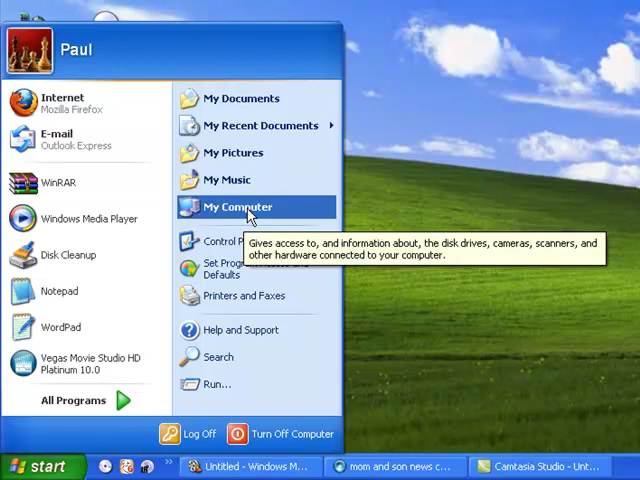 Paul
Internet
Mozilla Firefox
E-mail
Outlook Express
WinRAR
Windows Media Player
Disk Cleanup
Notepad
WordPad
Vegas Movie Studio HD
Platinum 10.0
All Programs
My Documents
My Recent Documents
My Pictures
My Music
My Computer
Control P
Set Prog
Defaults
Printers and Faxes
Help and Support
Search
Run...
Gives access to, and information about, the disk drives, cameras, scanners, and
other hardware connected to your computer.
Log Off
Turn Off Computer
start
Untitled - Windows M...
mom and son news c...
Camtasia Studio - Unt...